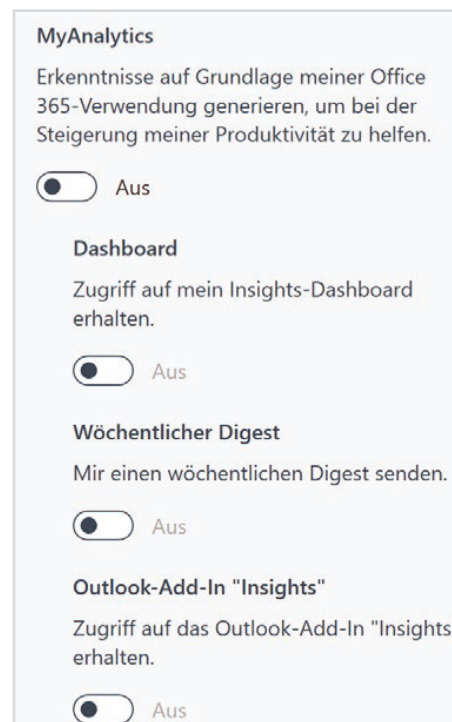 MyAnalytics
Erkenntnisse auf Grundlage meiner Office
365-Verwendung generieren, um bei der
Steigerung meiner Produktivität zu helfen.
Aus
Dashboard
Zugriff auf mein Insights-Dashboard
erhalten.
Aus
Wöchentlicher Digest
Mir einen wöchentlichen Digest senden.
Aus
Outlook-Add-In "Insights"
Zugriff auf das Outlook-Add-In "Insights
erhalten.
Aus